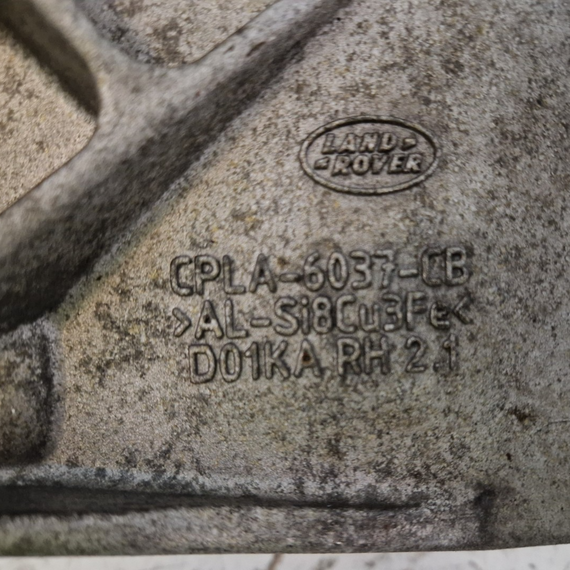 LAND
ROVER
CPLA-6037-CB
>AL-Si8Cu3Fe<
D01KA RH 2.1